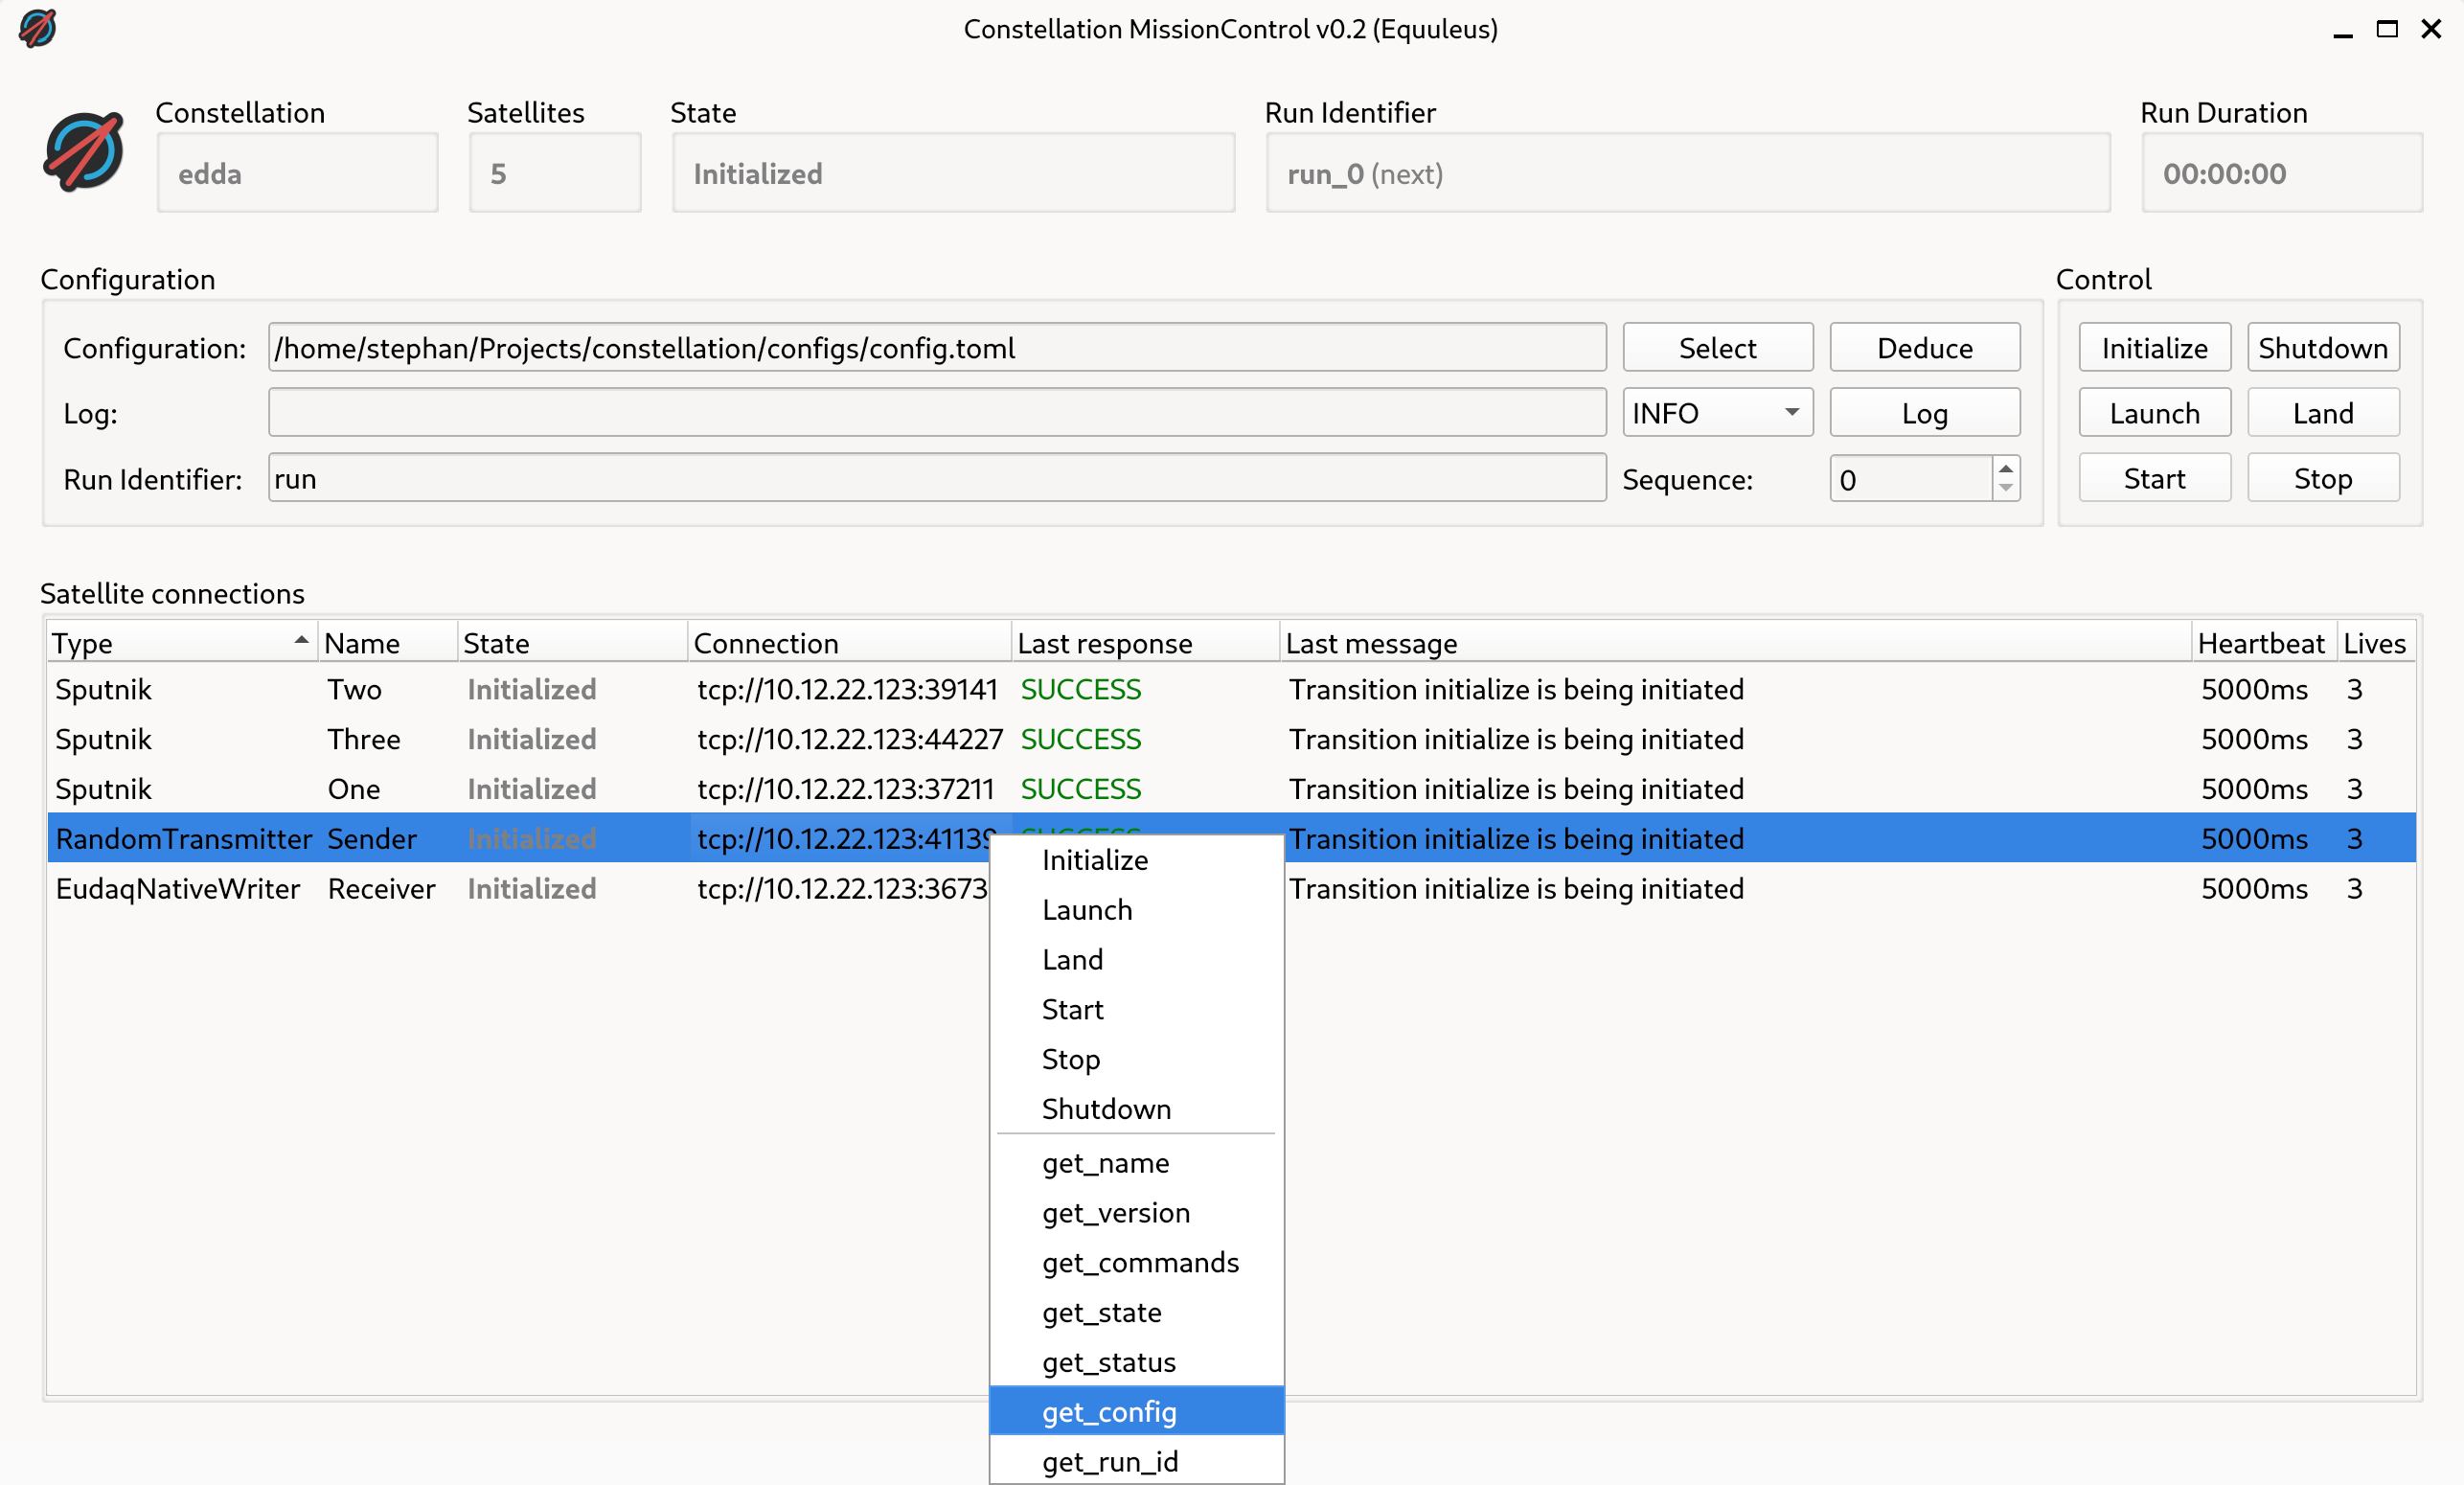 Constellation MissionControl v0.2 (Equuleus)
Constellation Satellites State Run Identifier Run Duration
edda 5 Initialized run_0 (next) 00:00:00
Configuration Control
Configuration: /home/stephan/Projects/constellation/configs/config.toml Select Deduce Initialize Shutdown
Log: INFO Log Launch Land
Run Identifier: run Sequence: 0 Start Stop
Satellite connections
Type Name State Connection Last response Last message Heartbeat Lives
Sputnik Two Initialized tcp://10.12.22.123:39141 SUCCESS Transition initialize is being initiated 5000ms 3
Sputnik Three Initialized tcp://10.12.22.123:44227 SUCCESS Transition initialize is being initiated 5000ms 3
Sputnik One Initialized tcp://10.12.22.123:37211 SUCCESS Transition initialize is being initiated 5000ms 3
RandomTransmitter Sender Initialized tcp://10.12.22.123:41139 SUCCESS Transition initialize is being initiated 5000ms 3
EudaqNativeWriter Receiver Initialized tcp://10.12.22.123:3673 Transition initialize is being initiated 5000ms 3
Initialize
Launch
Land
Start
Stop
Shutdown
get_name
get_version
get_commands
get_state
get_status
get_config
get_run_id